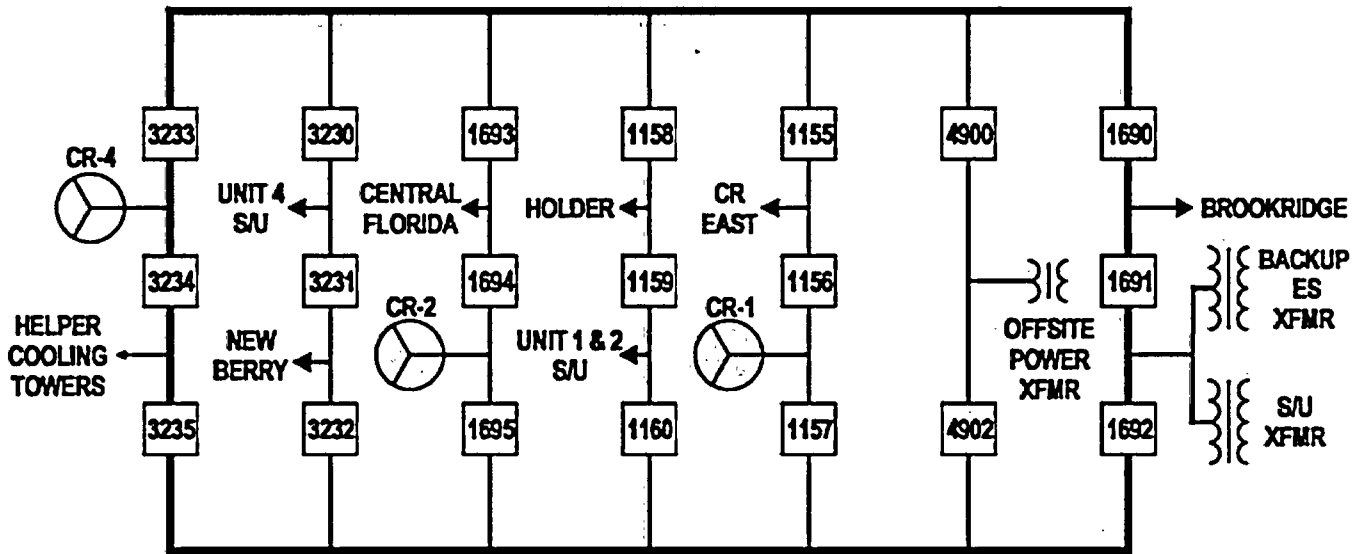 3233
3230
1693
1158
1155
4900
1690
CR-4
UNIT 4
S/U
CENTRAL
FLORIDA
HOLDER
CR
EAST
BROOKRIDGE
3234
3231
1694
1159
1156
1691
BACKUP
ES
XFMR
CR-2
CR-1
HELPER
COOLING
TOWERS
NEW
BERRY
UNIT 1 & 2
S/U
OFFSITE
POWER
XFMR
3235
3232
1695
1160
1157
4902
1692
S/U
XFMR